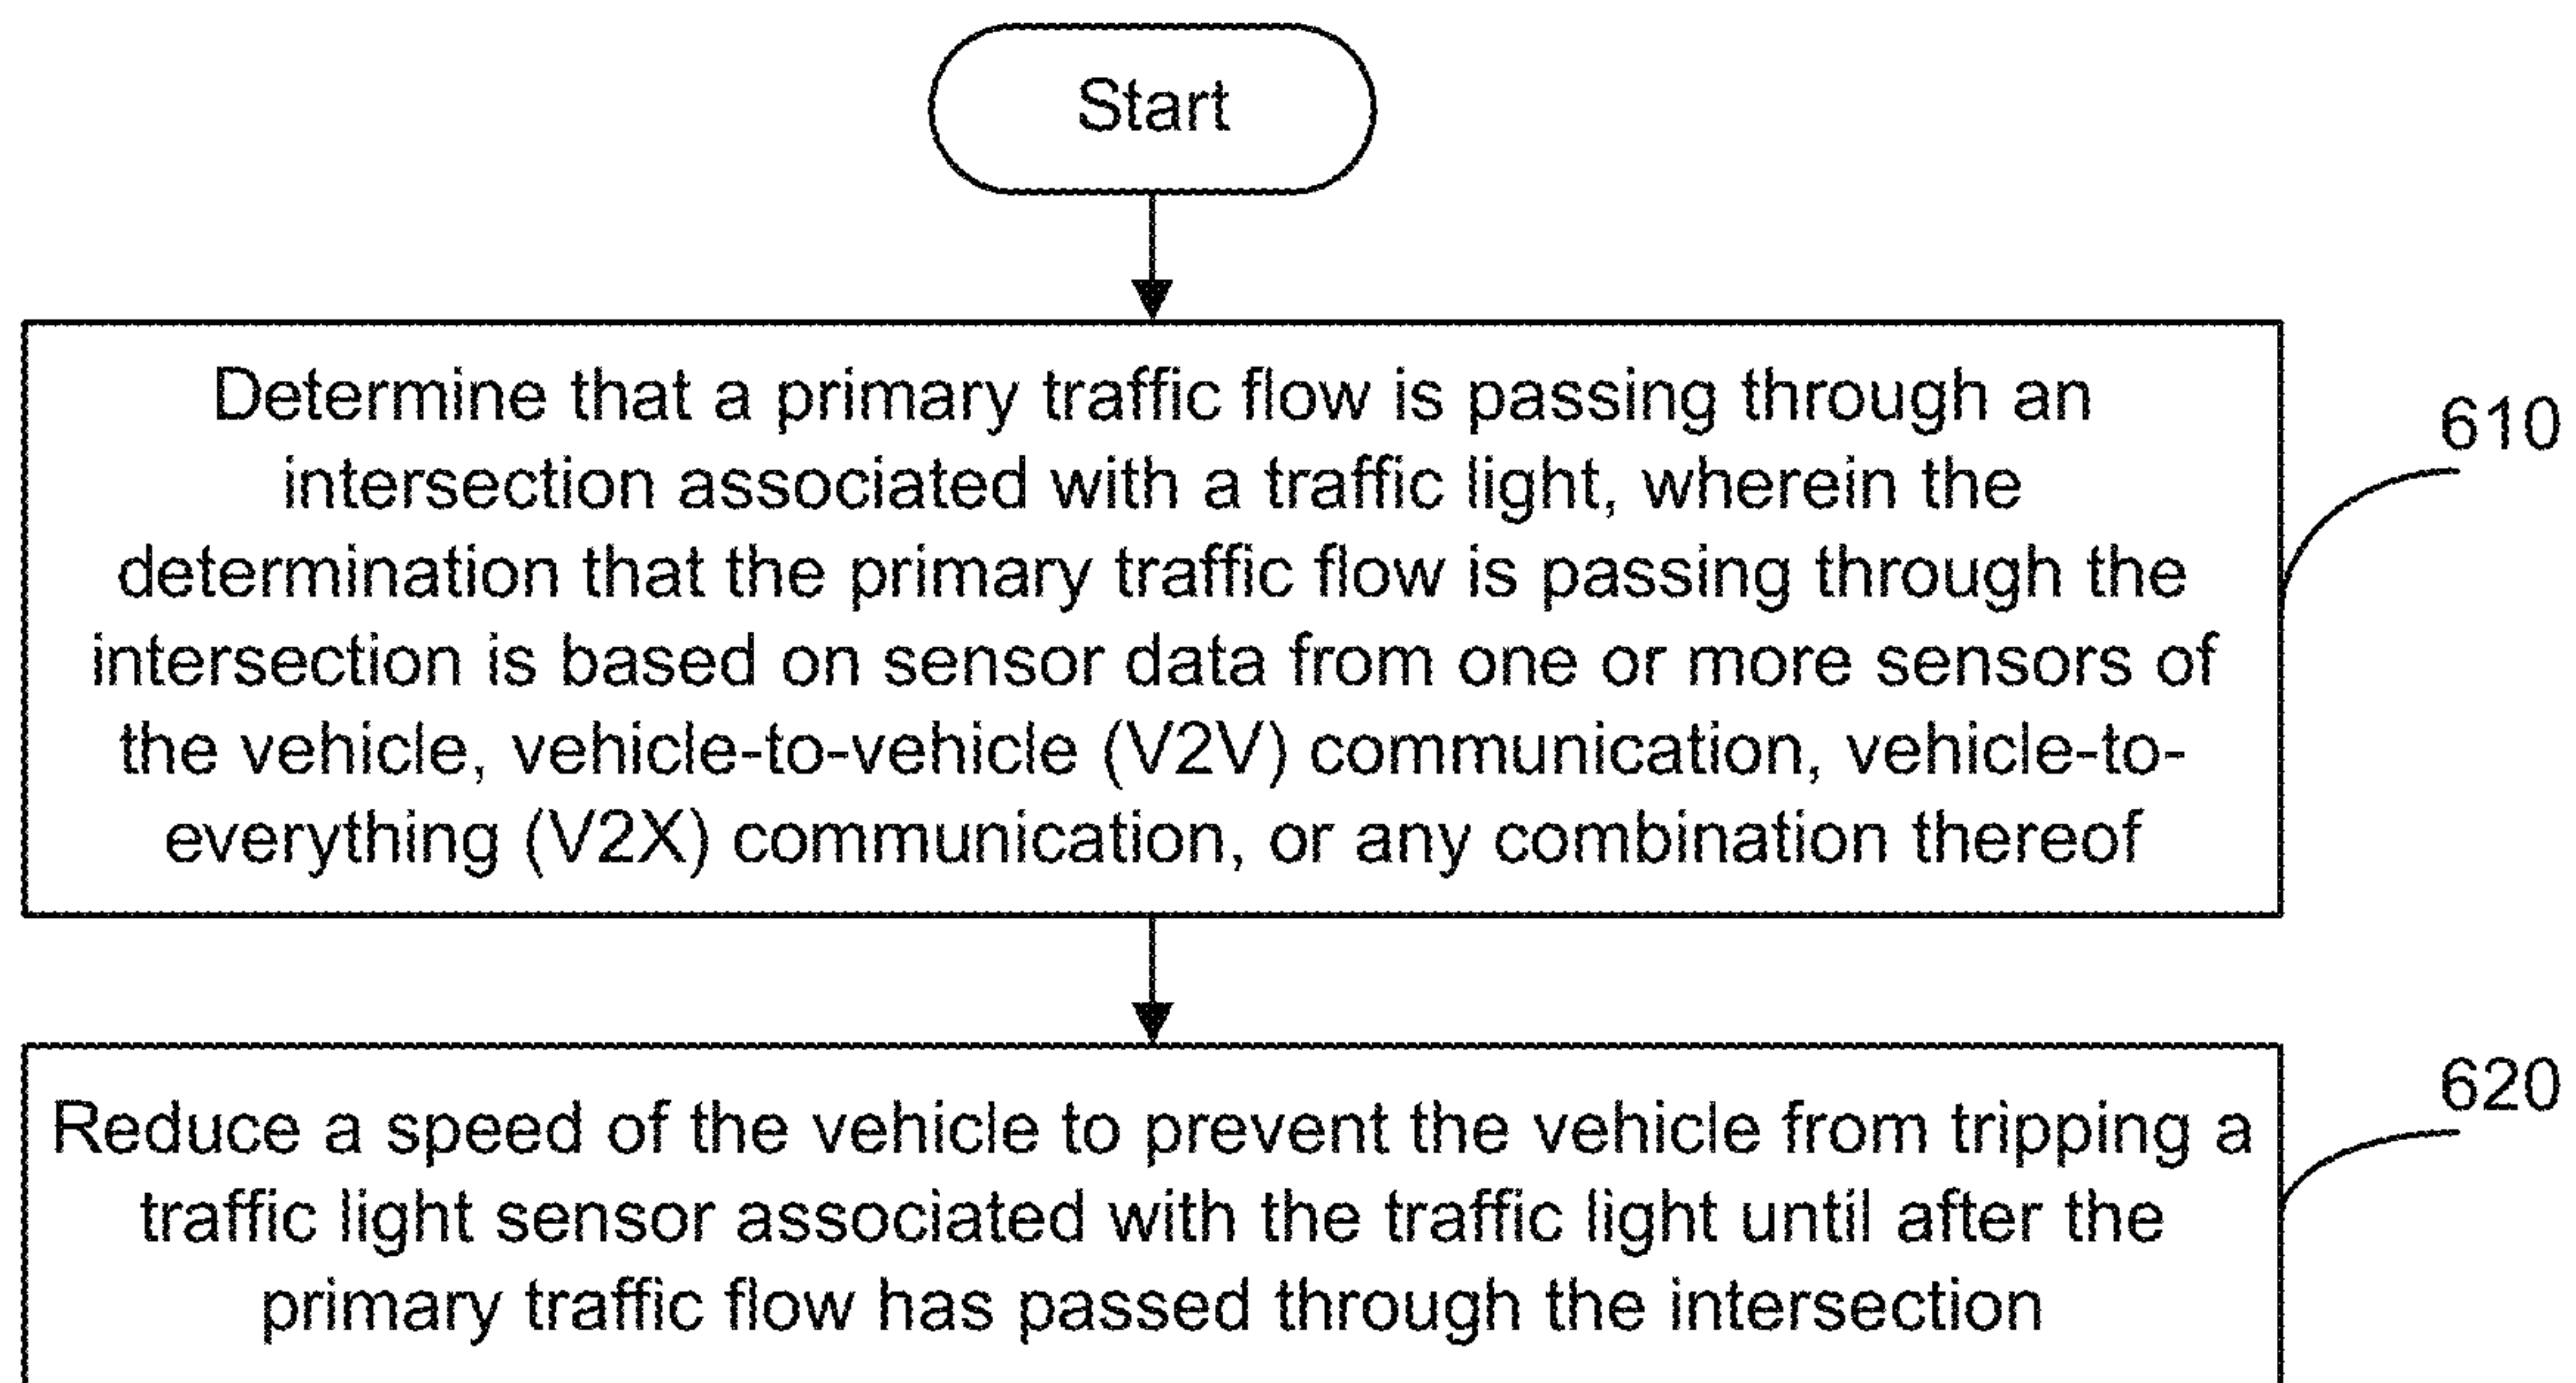 Start
Determine that a primary traffic flow is passing through an
intersection associated with a traffic light, wherein the
determination that the primary traffic flow is passing through the
intersection is based on sensor data from one or more sensors of
the vehicle, vehicle-to-vehicle (V2V) communication, vehicle-to-
everything (V2X) communication, or any combination thereof
610
Reduce a speed of the vehicle to prevent the vehicle from tripping a
traffic light sensor associated with the traffic light until after the
primary traffic flow has passed through the intersection
620